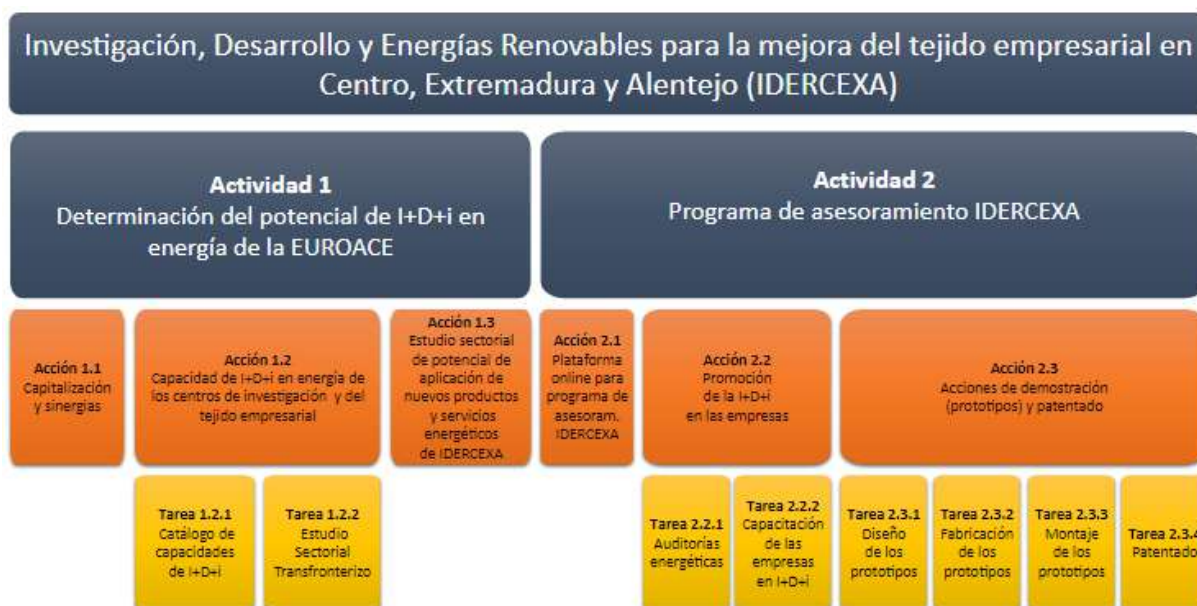 Investigación, Desarrollo y Energías Renovables para la mejora del tejido empresarial en
Centro, Extremadura y Alentejo (IDERCEXA)
Actividad 1
Determinación del potencial de I+D+i en
energía de la EUROACE
Actividad 2
Programa de asesoramiento IDERCEXA
Acción 1.1
Capitalización
y sinergias
Acción 1.2
Capacidad de I+D+i en energía de
los centros de investigación y del
tejido empresarial
Acción 1.3
Estudio sectorial
de potencial de
aplicación de
nuevos productos
y servicios
energéticos
de IDERCEXA
Acción 2.1
Plataforma
online para
programa de
asesoram.
IDERCEXA
Acción 2.2
Promoción
de la I+D+i
en las empresas
Acción 2.3
Acciones de demostración
(prototipos) y patentado
Tarea 1.2.1
Catálogo de
capacidades
de I+D+i
Tarea 1.2.2
Estudio
Sectorial
Transfronterizo
Tarea 2.2.1
Auditorías
energéticas
Tarea 2.2.2
Capacitación
de las
empresas
en I+D+i
Tarea 2.3.1
Diseño
de los
prototipos
Tarea 2.3.2
Fabricación
de los
prototipos
Tarea 2.3.3
Montaje
de los
prototipos
Tarea 2.3.4
Patentado